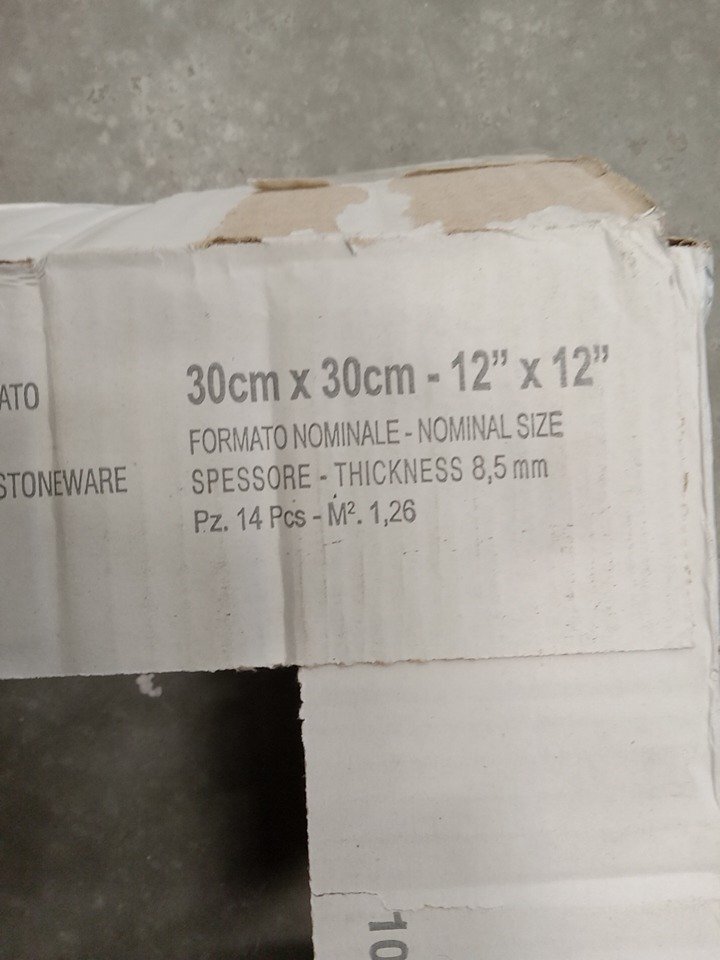 30cm x 30cm - 12” x 12”
ATO
FORMATO NOMINALE - NOMINAL SIZE
STONEWARE
SPESSORE - THICKNESS 8,5 mm
Pz. 14 Pcs - M². 1,26
10